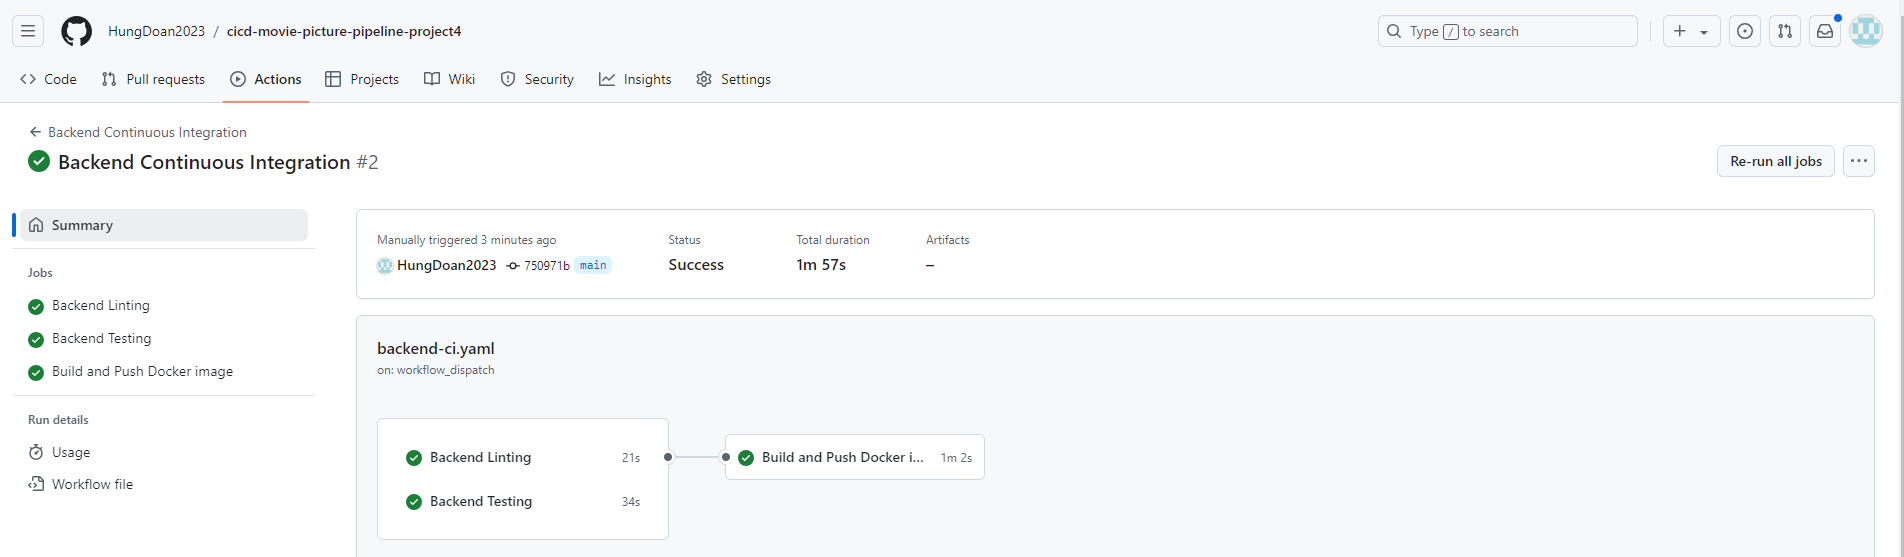 HungDoan2023 / cicd-movie-picture-pipeline-project4
Type / to search
Code Pull requests Actions Projects Wiki Security Insights Settings
Backend Continuous Integration
Backend Continuous Integration #2
Re-run all jobs
Summary
Jobs
Backend Linting
Backend Testing
Build and Push Docker image
Run details
Usage
Workflow file
Manually triggered 3 minutes ago
HungDoan2023 750971b main
Status
Success
Total duration
1m 57s
Artifacts
–
backend-ci.yaml
on: workflow_dispatch
Backend Linting 21s
Backend Testing 34s
Build and Push Docker i... 1m 2s